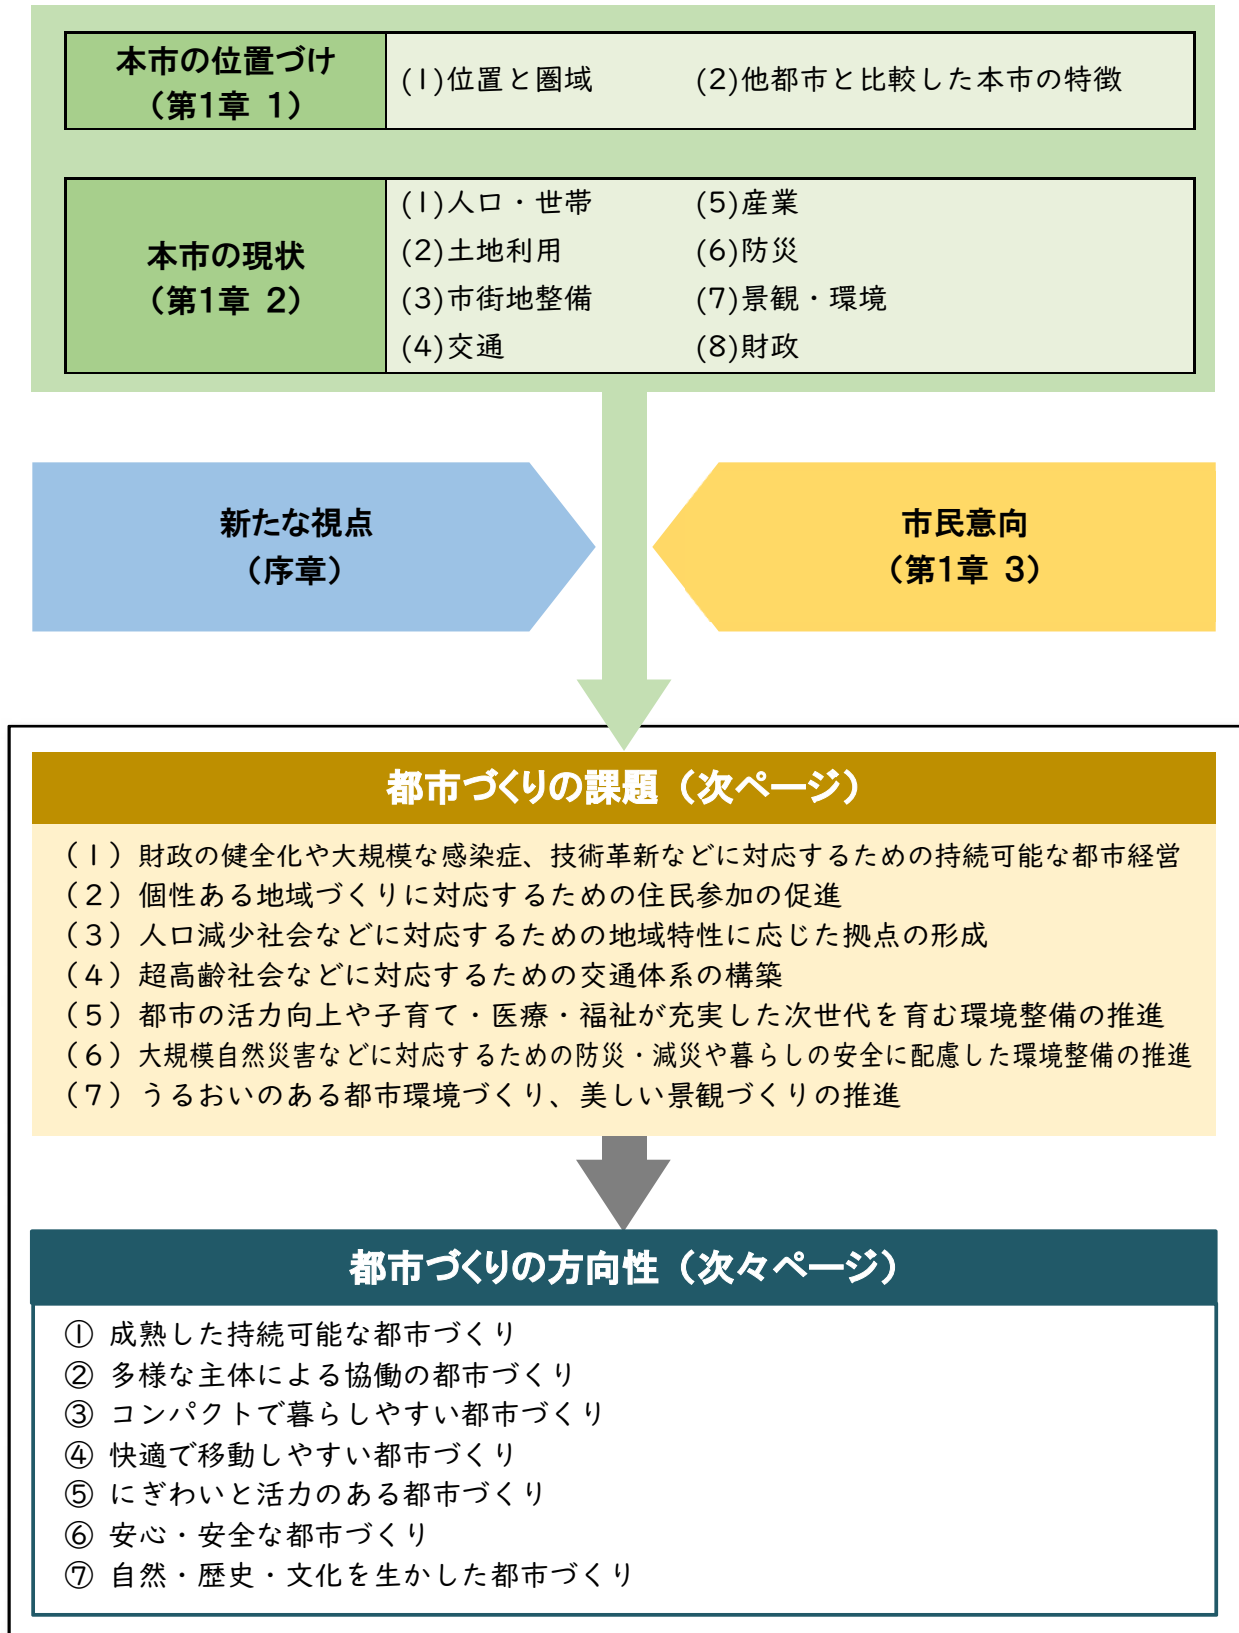 本市の位置づけ
（第1章 1）
(1)位置と圏域
(2)他都市と比較した本市の特徴
本市の現状
（第1章 2）
(1)人口・世帯
(5)産業
(2)土地利用
(6)防災
(3)市街地整備
(7)景観・環境
(4)交通
(8)財政
新たな視点
（序章）
市民意向
（第1章 3）
都市づくりの課題（次ページ）
（1）財政の健全化や大規模な感染症、技術革新などに対応するための持続可能な都市経営
（2）個性ある地域づくりに対応するための住民参加の促進
（3）人口減少社会などに対応するための地域特性に応じた拠点の形成
（4）超高齢社会などに対応するための交通体系の構築
（5）都市の活力向上や子育て・医療・福祉が充実した次世代を育む環境整備の推進
（6）大規模自然災害などに対応するための防災・減災や暮らしの安全に配慮した環境整備の推進
（7）うるおいのある都市環境づくり、美しい景観づくりの推進
都市づくりの方向性（次々ページ）
① 成熟した持続可能な都市づくり
② 多様な主体による協働の都市づくり
③ コンパクトで暮らしやすい都市づくり
④ 快適で移動しやすい都市づくり
⑤ にぎわいと活力のある都市づくり
⑥ 安心・安全な都市づくり
⑦ 自然・歴史・文化を生かした都市づくり